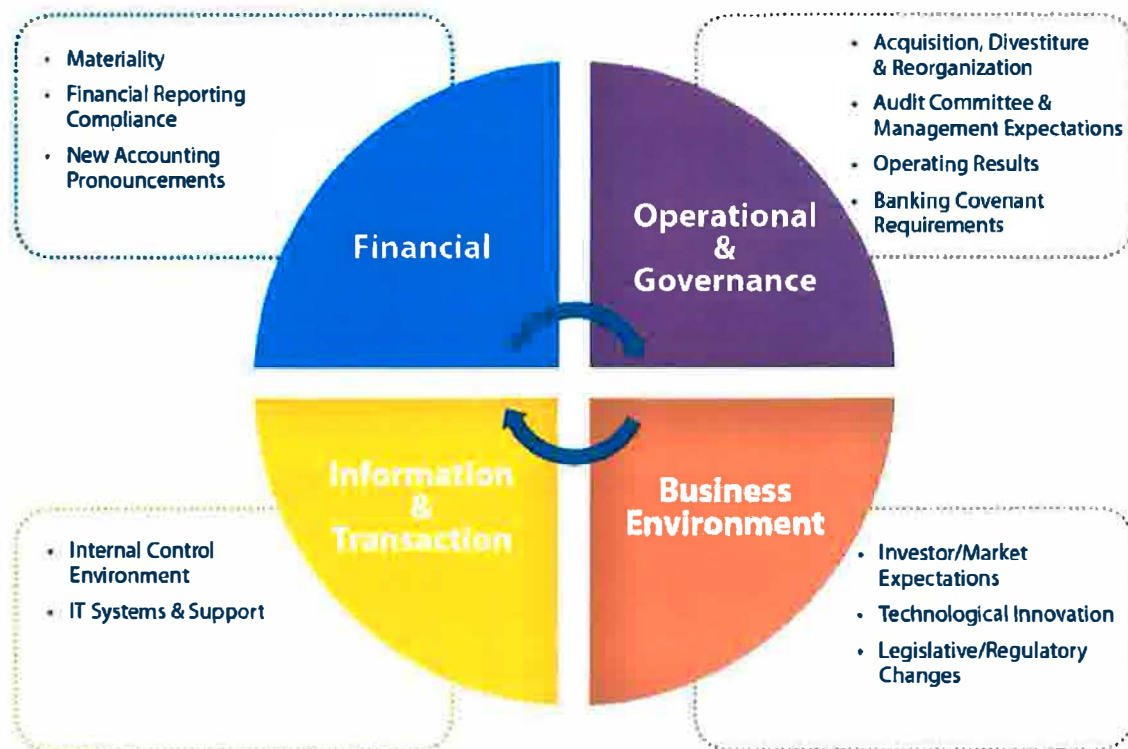 • Materiality
• Financial Reporting
Compliance
• New Accounting
Pronouncements
Financial
• Acquisition, Divestiture
& Reorganization
• Audit Committee &
Management Expectations
• Operating Results
• Banking Covenant
Requirements
Operational
&
Governance
Information
&
Transaction
• Internal Control
Environment
• IT Systems & Support
Business
Environment
• Investor/Market
Expectations
• Technological Innovation
• Legislative/Regulatory
Changes